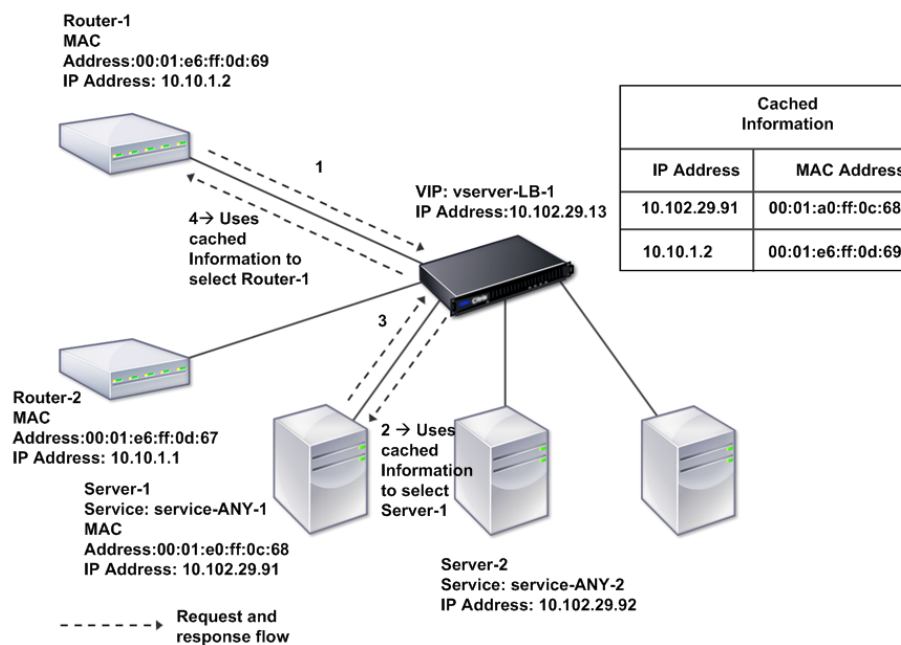 Router-1
MAC
Address:00:01:e6:ff:0d:69
IP Address: 10.10.1.2
Cached
Information
IP Address MAC Address
10.102.29.91 00:01:a0:ff:0c:68
10.10.1.2 00:01:e6:ff:0d:69
1
VIP: vserver-LB-1
IP Address:10.102.29.13
4→ Uses
cached
Information to
select Router-1
3
Citrix
Router-2
MAC
Address:00:01:e6:ff:0d:67
IP Address: 10.10.1.1
2 → Uses
cached
Information
to select
Server-1
Server-1
Service: service-ANY-1
MAC
Address:00:01:e0:ff:0c:68
IP Address: 10.102.29.91
Server-2
Service: service-ANY-2
IP Address: 10.102.29.92
Request and
response flow